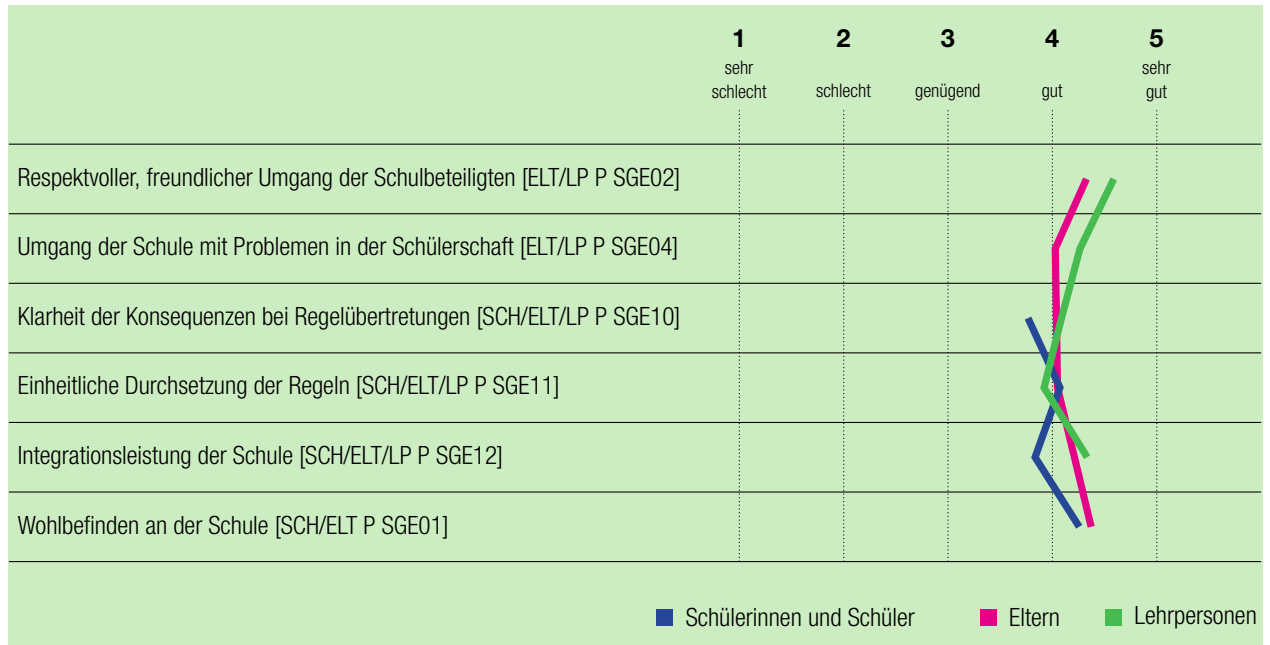 1 2 3 4 5
sehr sehr
schlecht schlecht genügend gut gut
Respektvoller, freundlicher Umgang der Schulbeteiligten [ELT/LP P SGE02]
Umgang der Schule mit Problemen in der Schülerschaft [ELT/LP P SGE04]
Klarheit der Konsequenzen bei Regelübertretungen [SCH/ELT/LP P SGE10]
Einheitliche Durchsetzung der Regeln [SCH/ELT/LP P SGE11]
Integrationsleistung der Schule [SCH/ELT/LP P SGE12]
Wohlbefinden an der Schule [SCH/ELT P SGE01]
Schülerinnen und Schüler Eltern Lehrpersonen